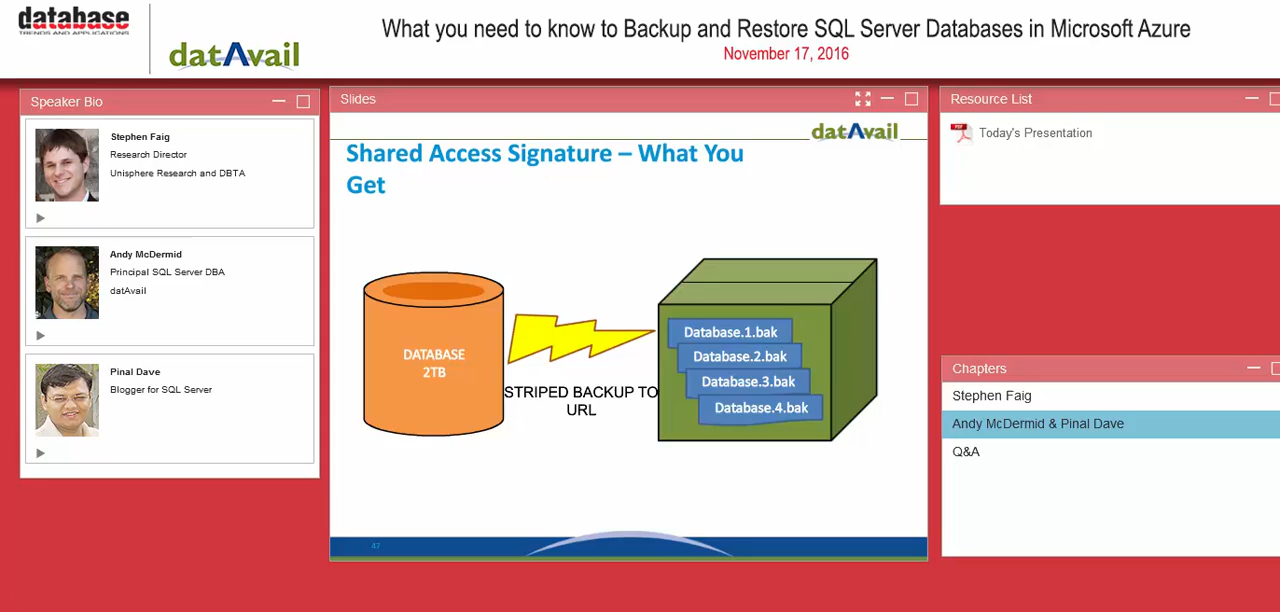 database
TRENDS AND APPLICATIONS
datAvail
What you need to know to Backup and Restore SQL Server Databases in Microsoft Azure
November 17, 2016
Speaker Bio
Stephen Faig
Research Director
Unisphere Research and DBTA
Andy McDermid
Principal SQL Server DBA
datAvail
Pinal Dave
Blogger for SQL Server
Slides
datAvail
Shared Access Signature – What You
Get
DATABASE
2TB
STRIPED BACKUP TO
URL
Database.1.bak
Database.2.bak
Database.3.bak
Database.4.bak
47
Resource List
PDF
Today's Presentation
Chapters
Stephen Faig
Andy McDermid & Pinal Dave
Q&A